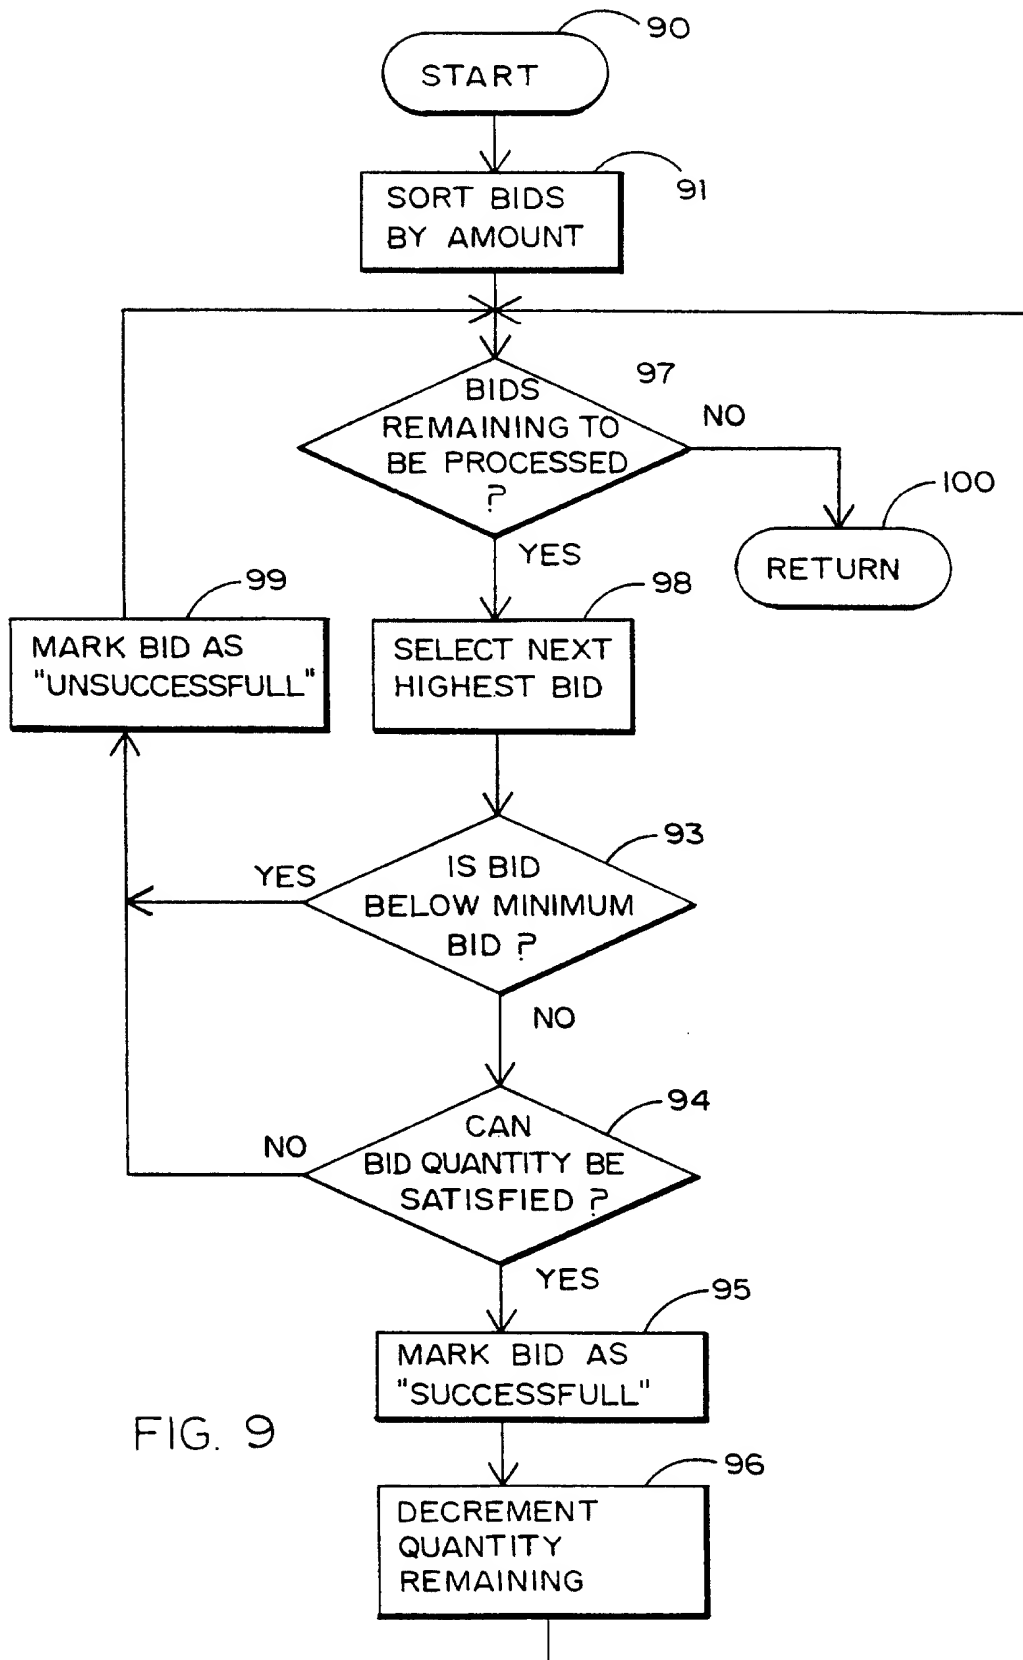 90
START
91
SORT BIDS
BY AMOUNT
97
BIDS
REMAINING TO
BE PROCESSED
?
NO
100
RETURN
YES
99
MARK BID AS
"UNSUCCESSFULL"
98
SELECT NEXT
HIGHEST BID
93
YES
IS BID
BELOW MINIMUM
BID ?
NO
94
NO
CAN
BID QUANTITY BE
SATISFIED ?
YES
95
MARK BID AS
"SUCCESSFULL"
FIG. 9
96
DECREMENT
QUANTITY
REMAINING